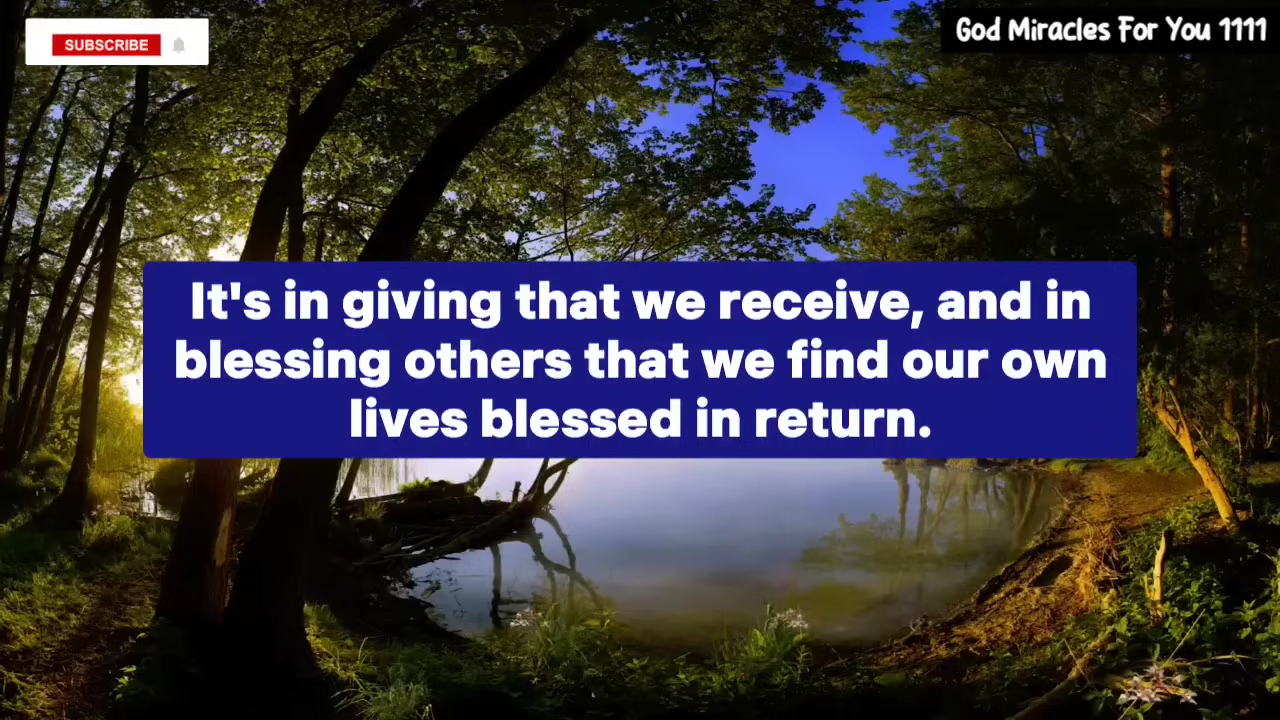 SUBSCRIBE
God Miracles For You 1111
It's in giving that we receive, and in
blessing others that we find our own
lives blessed in return.